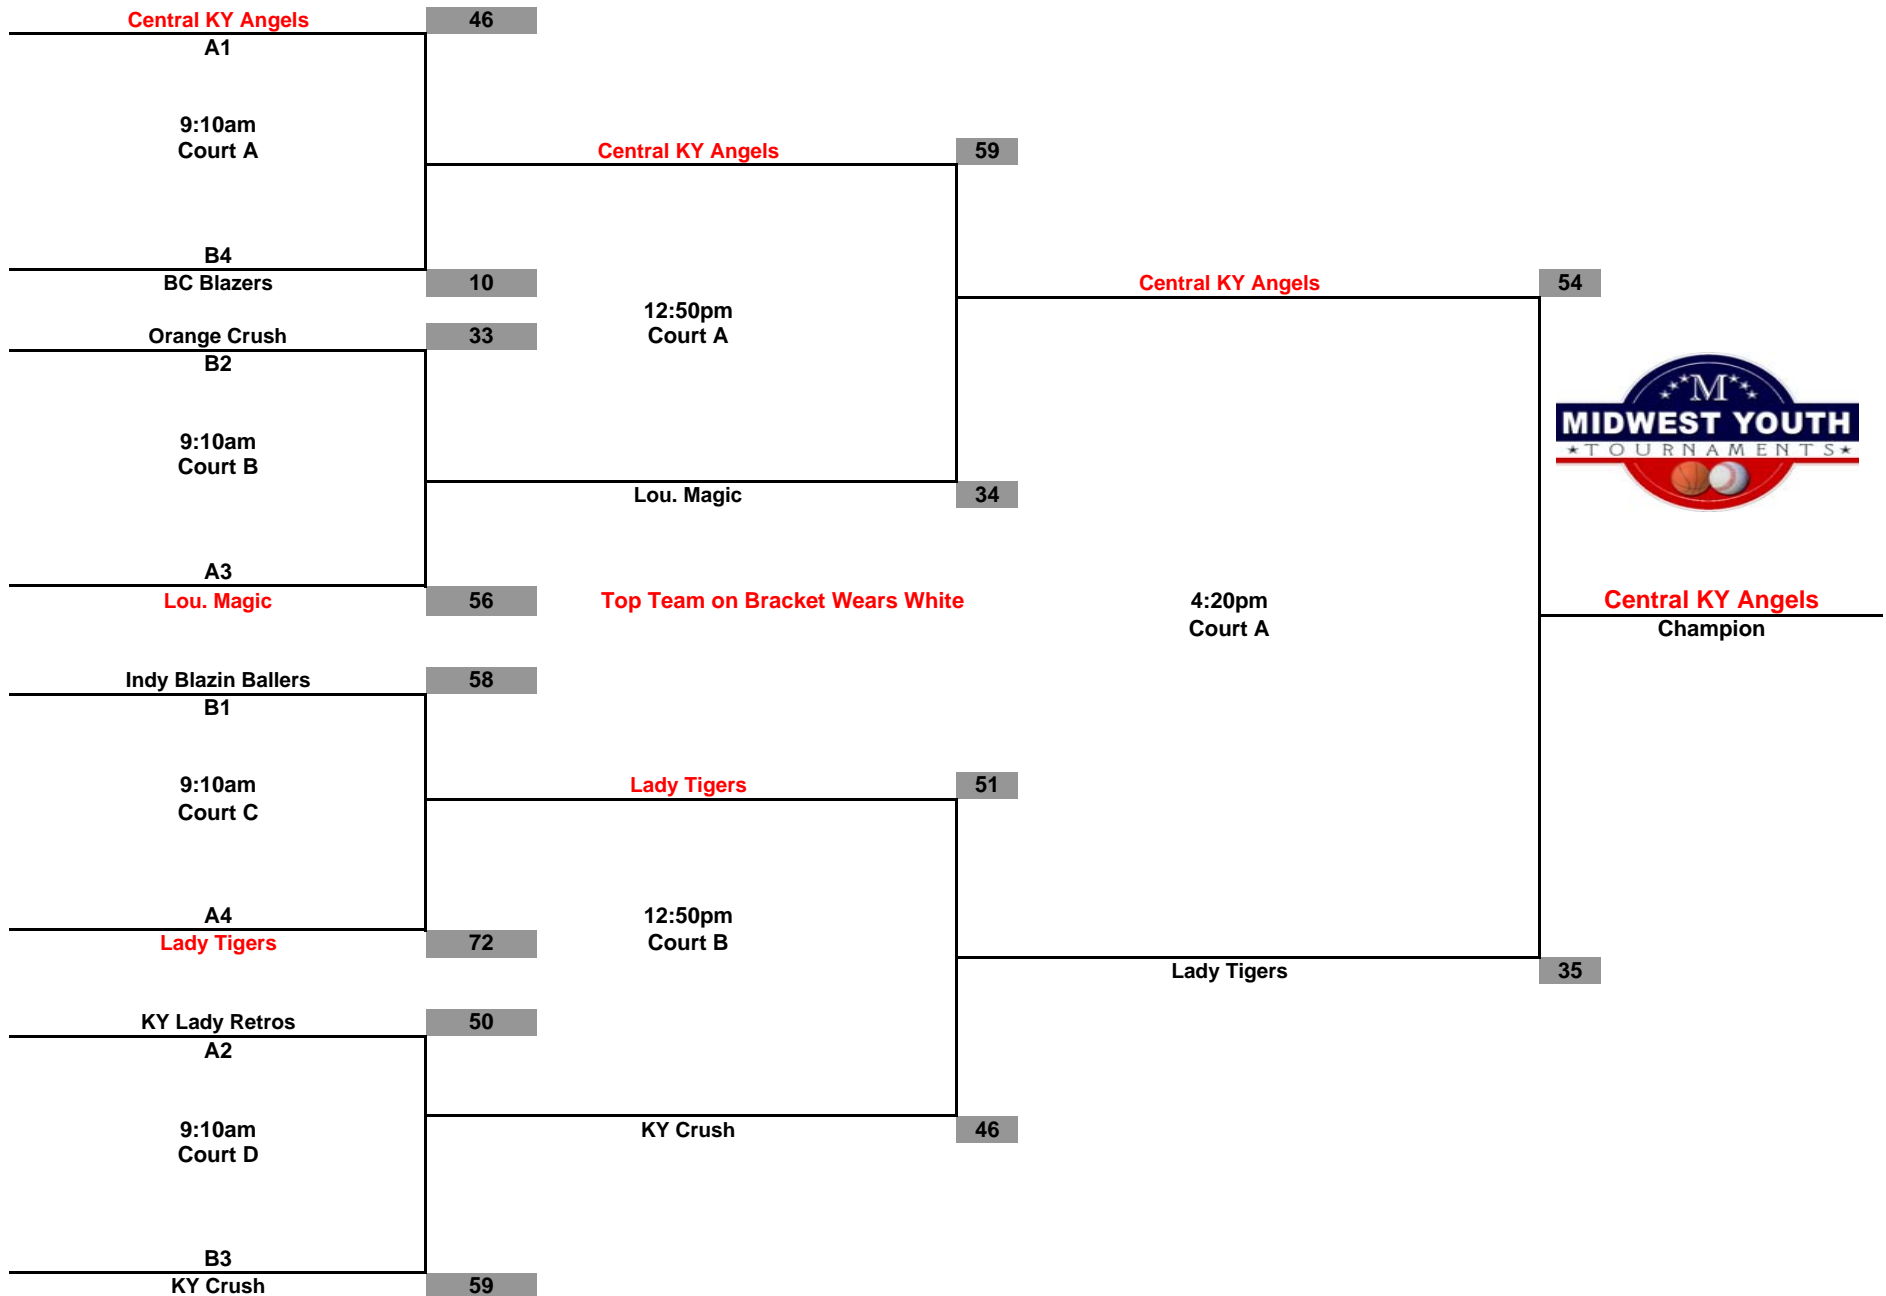 Central KY Angels 46
A1
9:10am
Court A
Central KY Angels 59
B4
BC Blazers 10
12:50pm
Court A
Central KY Angels 54
Orange Crush 33
B2
9:10am
Court B
Lou. Magic 34
A3
Lou. Magic 56
Top Team on Bracket Wears White
4:20pm
Court A
M
MIDWEST YOUTH
TOURNAMENTS
Central KY Angels
Champion
Indy Blazin Ballers 58
B1
9:10am
Court C
Lady Tigers 51
A4
Lady Tigers 72
12:50pm
Court B
Lady Tigers 35
KY Lady Retros 50
A2
9:10am
Court D
KY Crush 46
B3
KY Crush 59